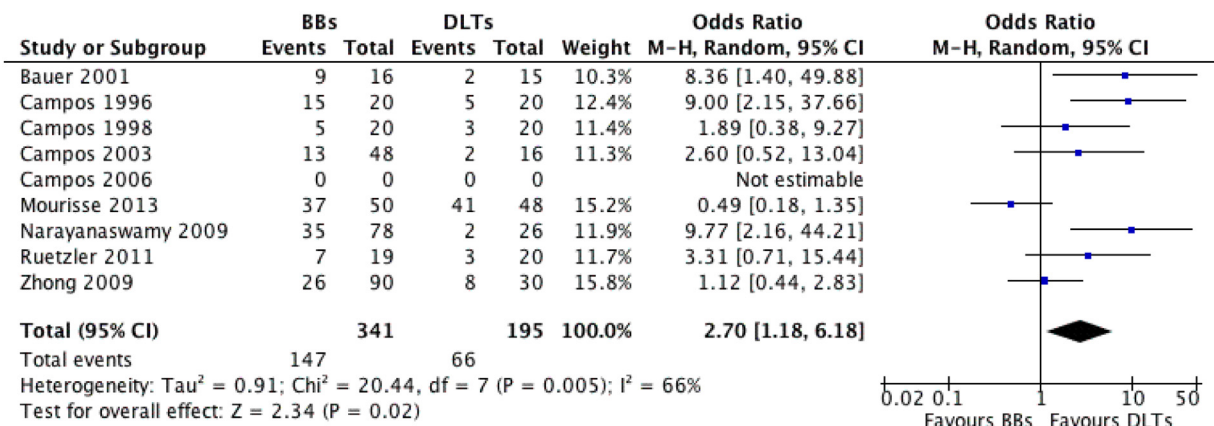 BBs DLTs Odds Ratio Odds Ratio
Study or Subgroup Events Total Events Total Weight M-H, Random, 95% CI M-H, Random, 95% CI
Bauer 2001 9 16 2 15 10.3% 8.36 [1.40, 49.88]
Campos 1996 15 20 5 20 12.4% 9.00 [2.15, 37.66]
Campos 1998 5 20 3 20 11.4% 1.89 [0.38, 9.27]
Campos 2003 13 48 2 16 11.3% 2.60 [0.52, 13.04]
Campos 2006 0 0 0 0 Not estimable
Mourisse 2013 37 50 41 48 15.2% 0.49 [0.18, 1.35]
Narayanaswamy 2009 35 78 2 26 11.9% 9.77 [2.16, 44.21]
Ruetzler 2011 7 19 3 20 11.7% 3.31 [0.71, 15.44]
Zhong 2009 26 90 8 30 15.8% 1.12 [0.44, 2.83]
Total (95% CI) 341 195 100.0% 2.70 [1.18, 6.18]
Total events 147 66
Heterogeneity: Tau² = 0.91; Chi² = 20.44, df = 7 (P = 0.005); I² = 66%
Test for overall effect: Z = 2.34 (P = 0.02)
0.02 0.1 1 10 50
Favours BBs Favours DLTs